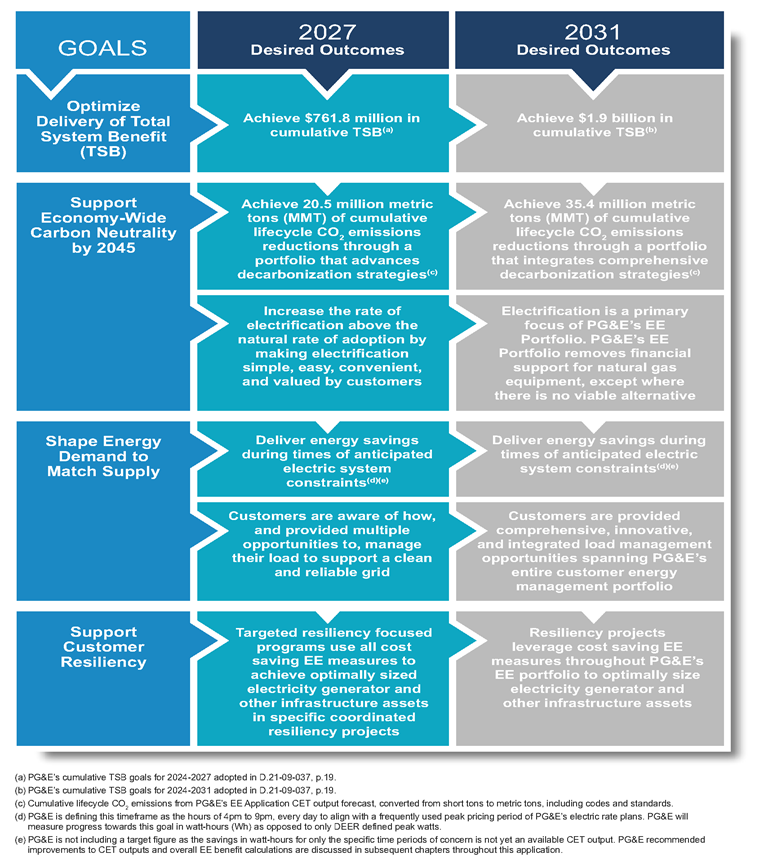 GOALS
2027
Desired Outcomes
2031
Desired Outcomes
Optimize
Delivery of Total
System Benefit
(TSB)
Achieve $761.8 million in
cumulative TSB(a)
Achieve $1.9 billion in
cumulative TSB(b)
Support
Economy-Wide
Carbon Neutrality
by 2045
Achieve 20.5 million metric
tons (MMT) of cumulative
lifecycle CO2 emissions
reductions through a
portfolio that advances
decarbonization strategies(c)
Achieve 35.4 million metric
tons (MMT) of cumulative
lifecycle CO2 emissions
reductions through a portfolio
that integrates comprehensive
decarbonization strategies(c)
Increase the rate of
electrification above the
natural rate of adoption by
making electrification
simple, easy, convenient,
and valued by customers
Electrification is a primary
focus of PG&E's EE
Portfolio. PG&E's EE
Portfolio removes financial
support for natural gas
equipment, except where
there is no viable alternative
Shape Energy
Demand to
Match Supply
Deliver energy savings
during times of anticipated
electric system
constraints(d)(e)
Deliver energy savings during
times of anticipated electric
system constraints(d)(e)
Customers are aware of how,
and provided multiple
opportunities to, manage
their load to support a clean
and reliable grid
Customers are provided
comprehensive, innovative,
and integrated load management
opportunities spanning PG&E's
entire customer energy
management portfolio
Support
Customer
Resiliency
Targeted resiliency focused
programs use all cost
saving EE measures to
achieve optimally sized
electricity generator and
other infrastructure assets
in specific coordinated
resiliency projects
Resiliency projects
leverage cost saving EE
measures throughout PG&E's
EE portfolio to optimally size
electricity generator and
other infrastructure assets
(a) PG&E's cumulative TSB goals for 2024-2027 adopted in D.21-09-037, p.19.
(b) PG&E's cumulative TSB goals for 2024-2031 adopted in D.21-09-037, p.19.
(c) Cumulative lifecycle CO2 emissions from PG&E's EE Application CET output forecast, converted from short tons to metric tons, including codes and standards.
(d) PG&E is defining this timeframe as the hours of 4pm to 9pm, every day to align with a frequently used peak pricing period of PG&E's electric rate plans. PG&E will
measure progress towards this goal in watt-hours (Wh) as opposed to only DEER defined peak watts.
(e) PG&E is not including a target figure as the savings in watt-hours for only the specific time periods of concern is not yet an available CET output. PG&E recommended
improvements to CET outputs and overall EE benefit calculations are discussed in subsequent chapters throughout this application.